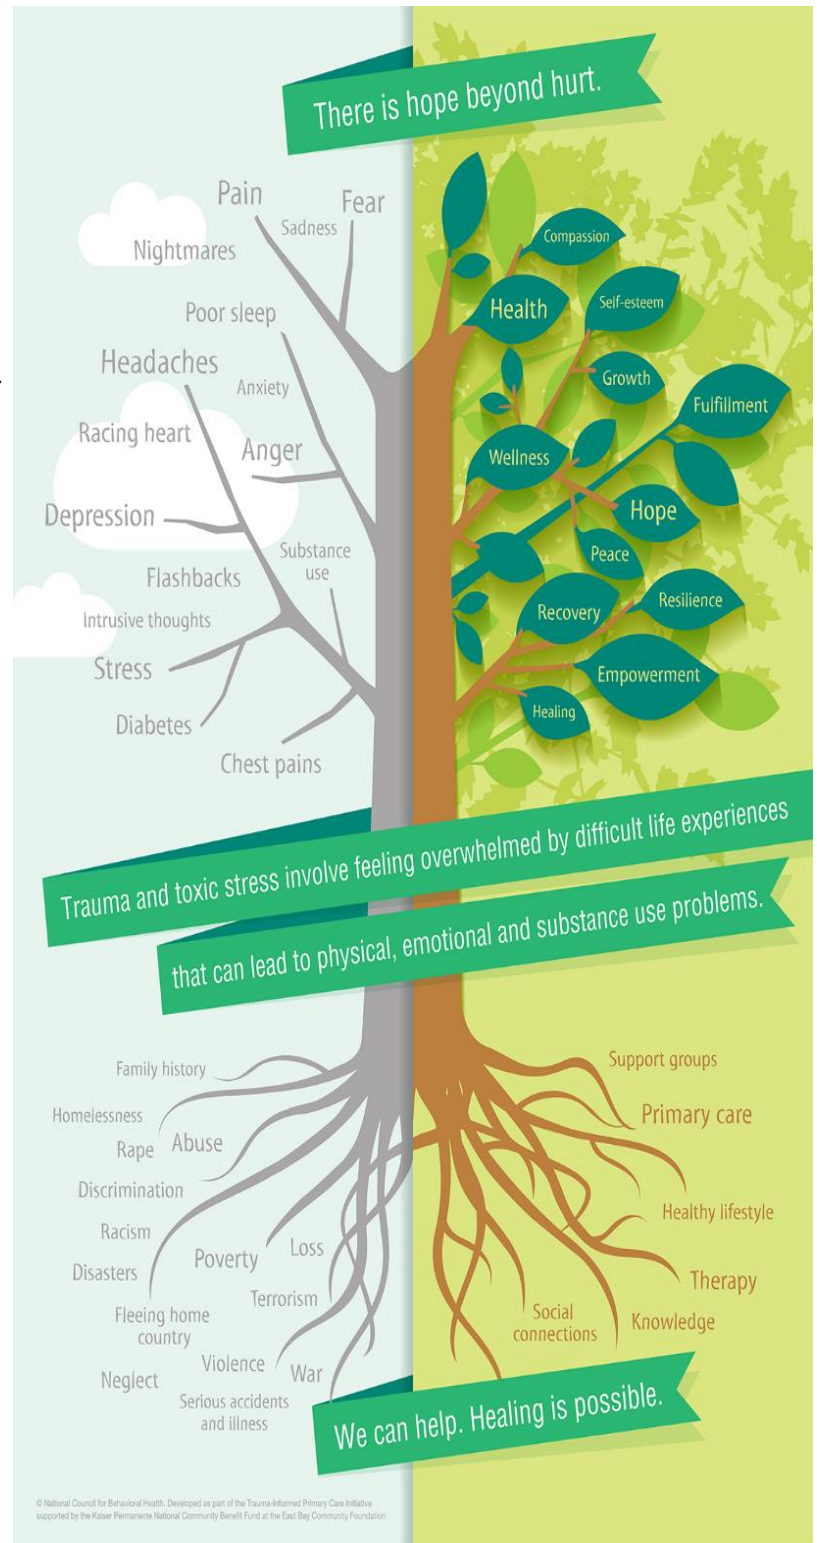 There is hope beyond hurt.
Pain
Fear
Sadness
Nightmares
Poor sleep
Headaches
Anxiety
Racing heart
Anger
Depression
Substance
use
Flashbacks
Intrusive thoughts
Stress
Diabetes
Chest pains
Compassion
Health
Self-esteem
Growth
Fulfillment
Wellness
Hope
Peace
Recovery
Resilience
Empowerment
Healing
Trauma and toxic stress involve feeling overwhelmed by difficult life experiences
that can lead to physical, emotional and substance use problems.
Family history
Homelessness
Rape
Abuse
Discrimination
Racism
Disasters
Poverty
Loss
Terrorism
Fleeing home
country
Violence
War
Neglect
Serious accidents
and illness
Support groups
Primary care
Healthy lifestyle
Therapy
Social
connections
Knowledge
We can help. Healing is possible.
© National Council for Behavioral Health. Developed as part of the Trauma-Informed Primary Care Initiative
supported by the Kaiser Permanente National Community Benefit Fund at the East Bay Community Foundation